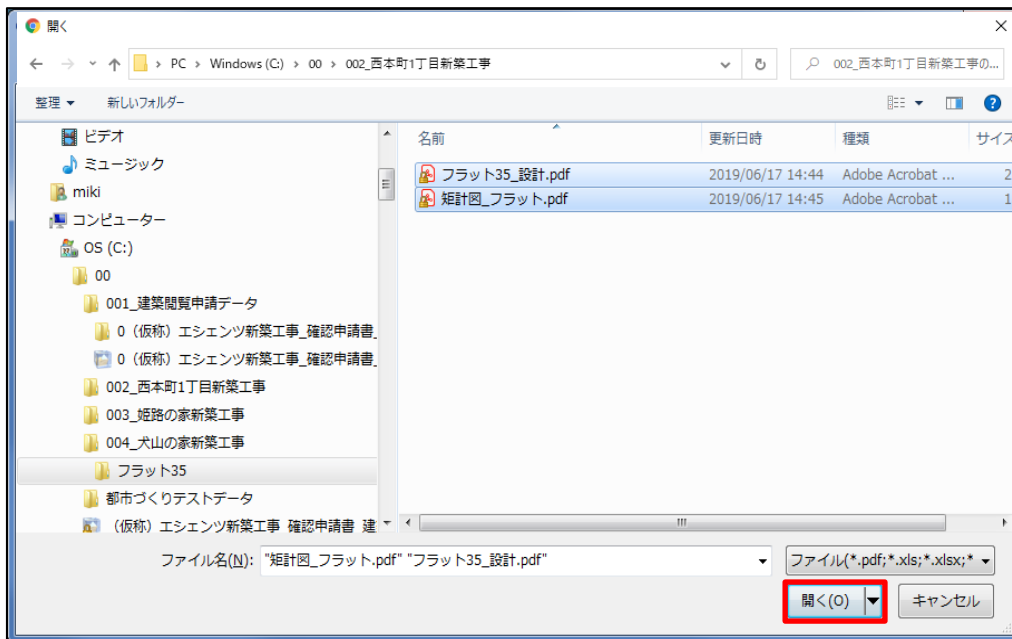 開く
PC › Windows (C:) › 00 › 002_西本町1丁目新築工事
002_西本町1丁目新築工事の...
整理 新しいフォルダー
ビデオ
ミュージック
miki
コンピューター
OS (C:)
00
001_建築閲覧申請データ
0（仮称）エシェンツ新築工事_確認申請書_
0（仮称）エシェンツ新築工事_確認申請書_
002_西本町1丁目新築工事
003_姫路の家新築工事
004_犬山の家新築工事
フラット35
都市づくりテストデータ
（仮称）エシェンツ新築工事 確認申請書 建
名前 更新日時 種類 サイズ
フラット35_設計.pdf 2019/06/17 14:44 Adobe Acrobat ... 2
矩計図_フラット.pdf 2019/06/17 14:45 Adobe Acrobat ... 1
ファイル名(N): "矩計図_フラット.pdf" "フラット35_設計.pdf"
ファイル(*.pdf;*.xls;*.xlsx;*
開く(O) キャンセル